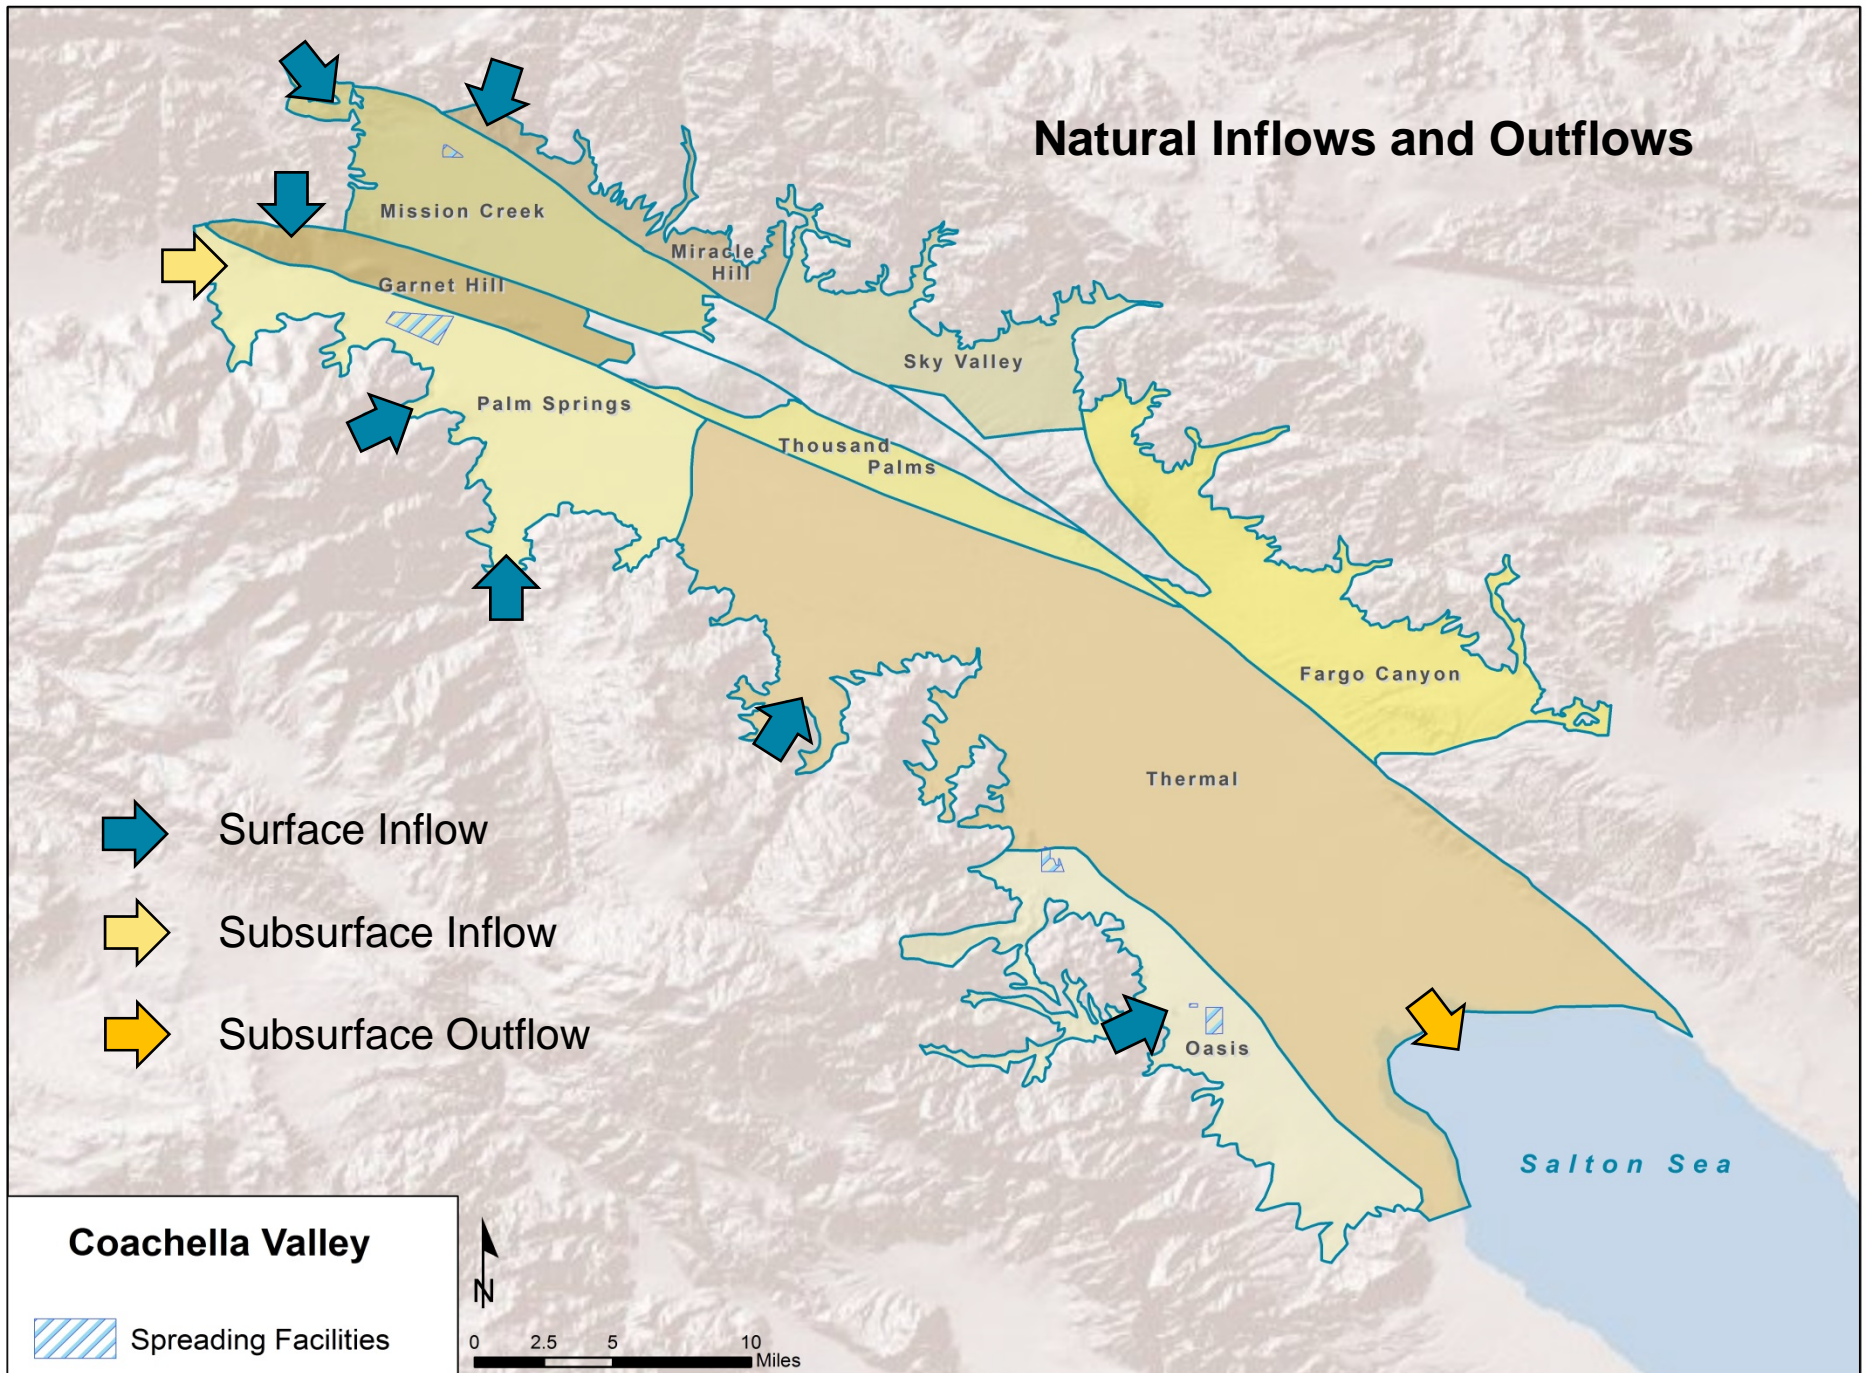 Natural Inflows and Outflows
Mission Creek
Miracle
Hill
Garnet Hill
Sky Valley
Palm Springs
Thousand
Palms
Fargo Canyon
Thermal
Surface Inflow
Subsurface Inflow
Subsurface Outflow
Oasis
Salton Sea
Coachella Valley
Spreading Facilities
N
0 2.5 5 10
Miles